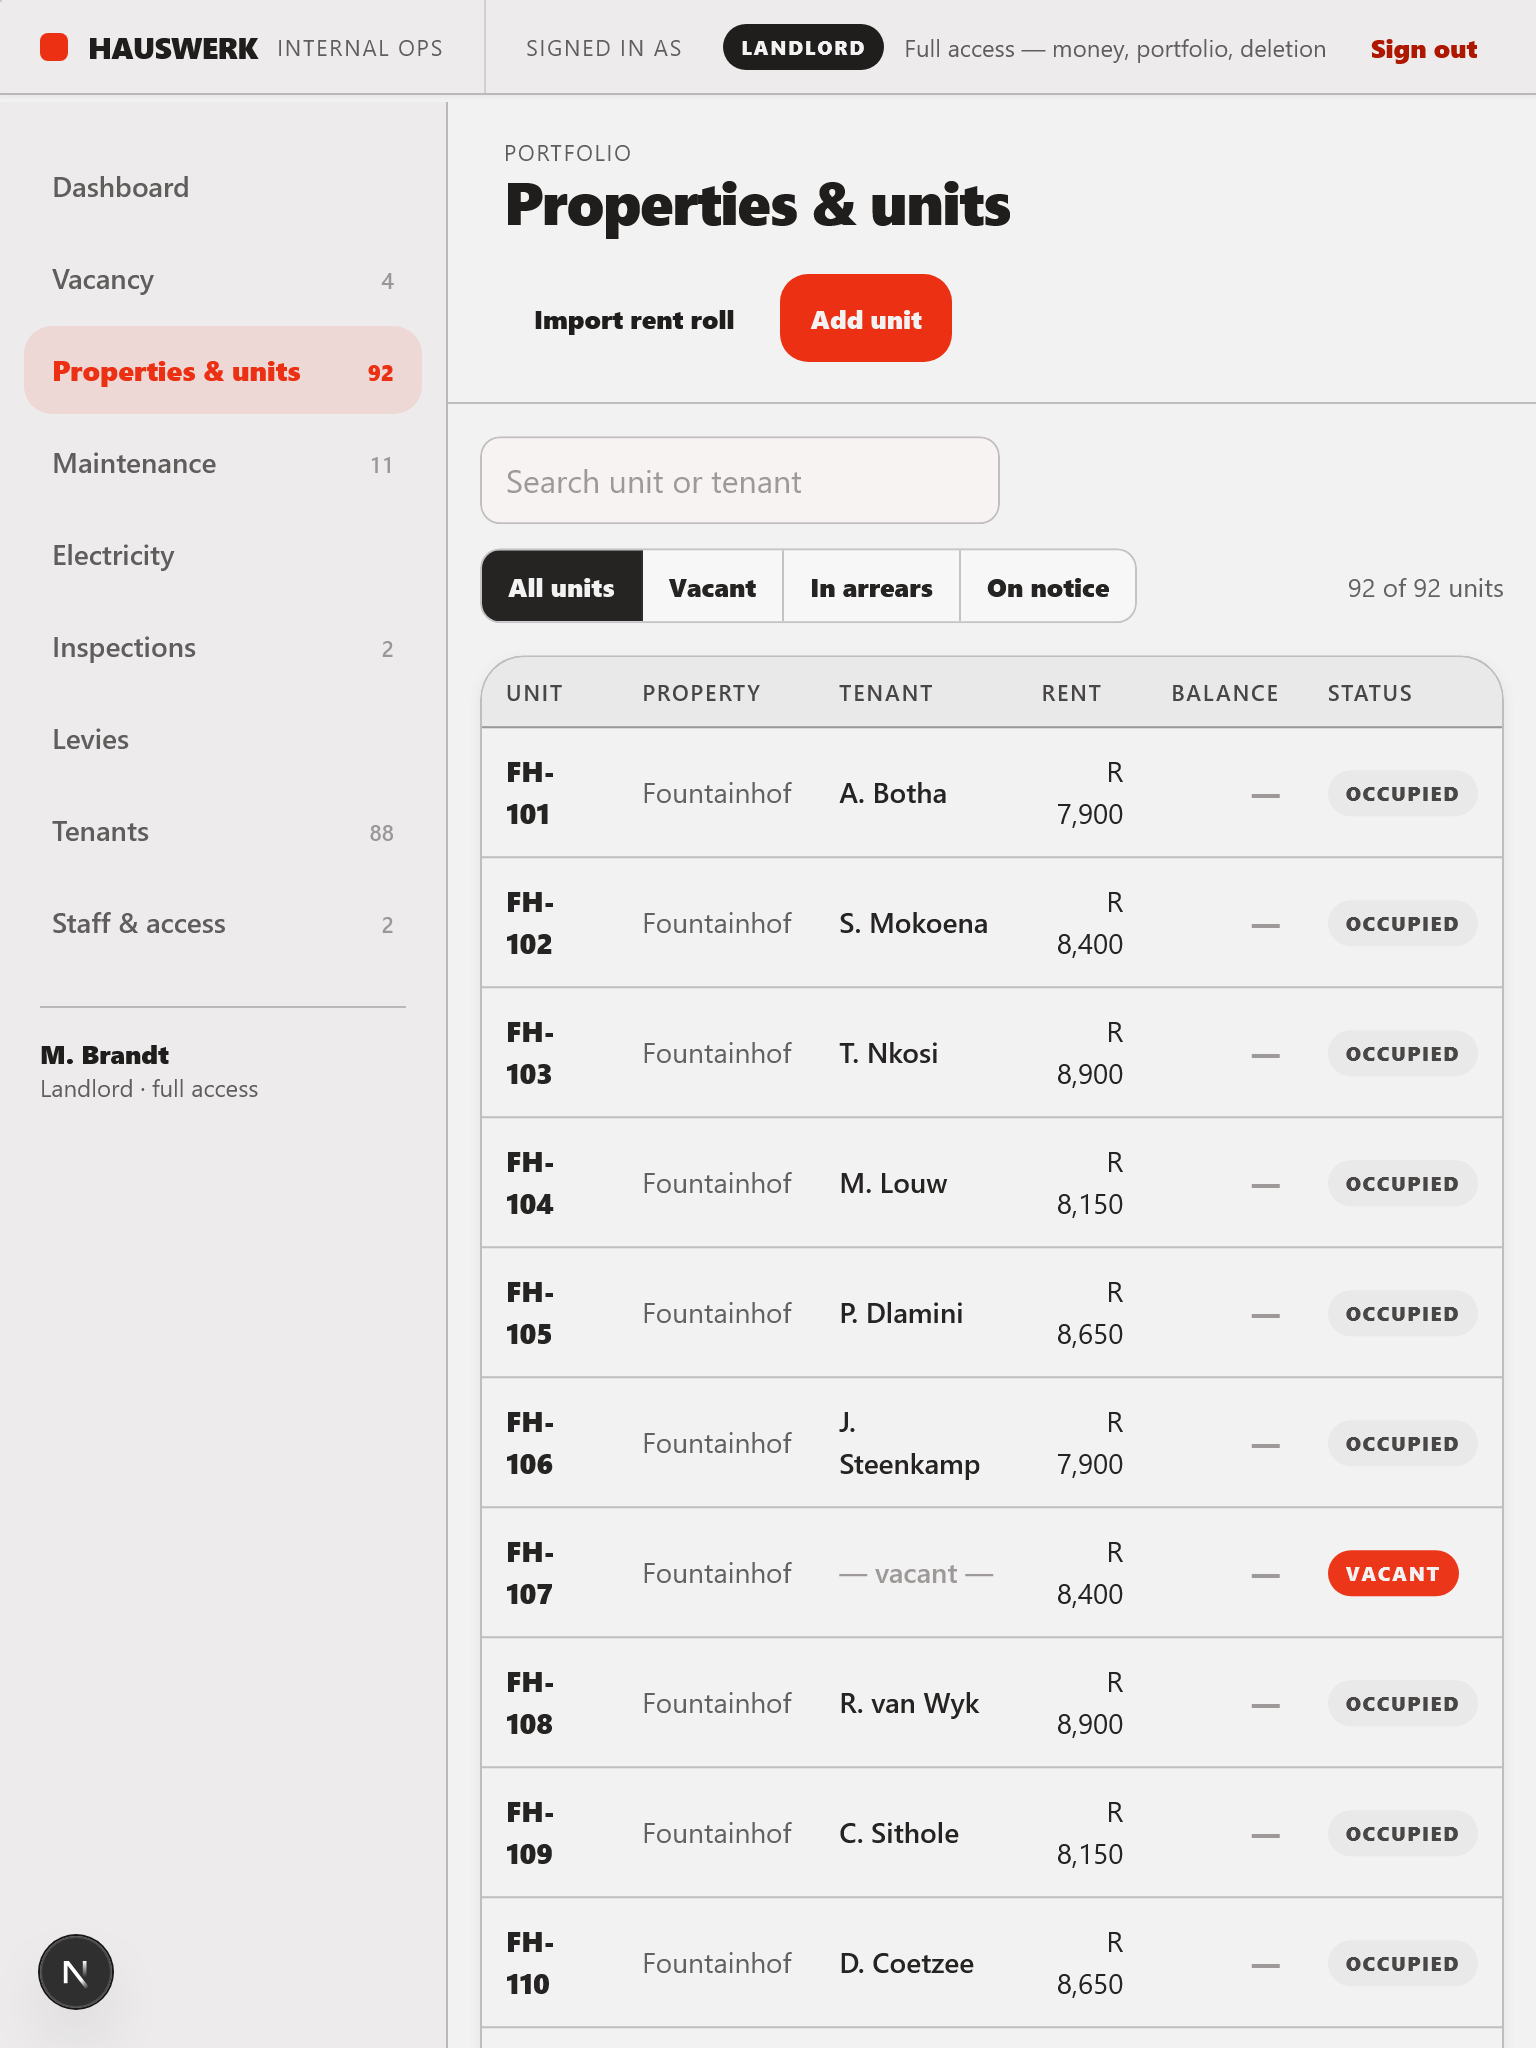 HAUSWERK INTERNAL OPS
SIGNED IN AS LANDLORD Full access — money, portfolio, deletion Sign out
Dashboard
Vacancy 4
Properties & units 92
Maintenance 11
Electricity
Inspections 2
Levies
Tenants 88
Staff & access 2
M. Brandt
Landlord · full access
N
PORTFOLIO
Properties & units
Import rent roll Add unit
Search unit or tenant
All units Vacant In arrears On notice 92 of 92 units
UNIT PROPERTY TENANT RENT BALANCE STATUS
FH-101 Fountainhof A. Botha R 7,900 — OCCUPIED
FH-102 Fountainhof S. Mokoena R 8,400 — OCCUPIED
FH-103 Fountainhof T. Nkosi R 8,900 — OCCUPIED
FH-104 Fountainhof M. Louw R 8,150 — OCCUPIED
FH-105 Fountainhof P. Dlamini R 8,650 — OCCUPIED
FH-106 Fountainhof J. Steenkamp R 7,900 — OCCUPIED
FH-107 Fountainhof — vacant — R 8,400 — VACANT
FH-108 Fountainhof R. van Wyk R 8,900 — OCCUPIED
FH-109 Fountainhof C. Sithole R 8,150 — OCCUPIED
FH-110 Fountainhof D. Coetzee R 8,650 — OCCUPIED